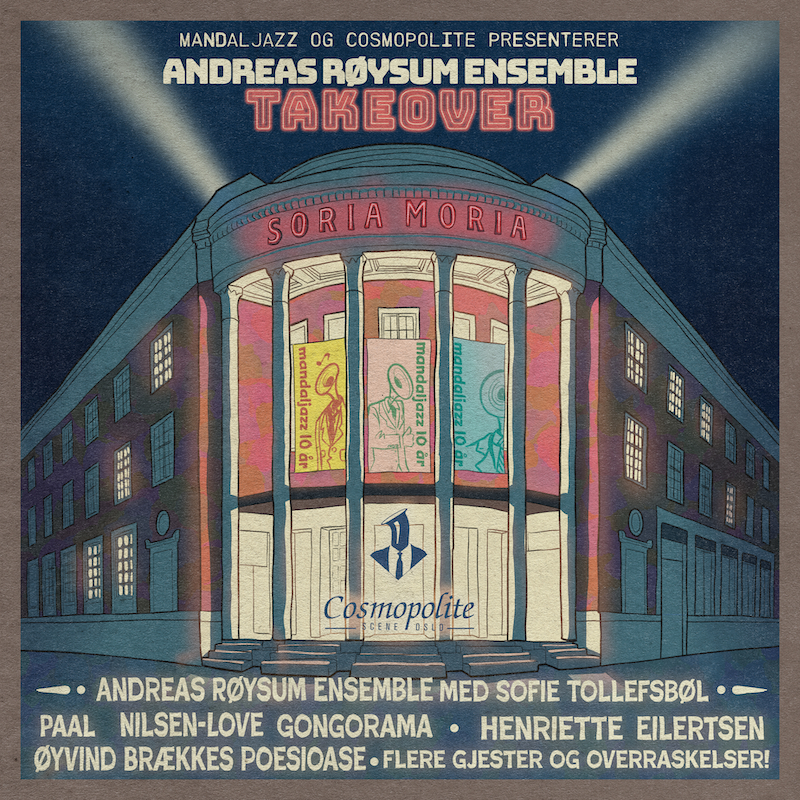 MANDALJAZZ OG COSMOPOLITE PRESENTERER
ANDREAS RØYSUM ENSEMBLE
TAKEOVER
SORIA MORIA
mandaljazz 10 år
mandaljazz 10 år
mandaljazz 10 år
Cosmopolite
SCENE OSLO
ANDREAS RØYSUM ENSEMBLE MED SOFIE TOLLEFSBØL
PAAL NILSEN-LOVE GONGORAMA • HENRIETTE EILERTSEN
ØYVIND BRÆKKES POESIOASE • FLERE GJESTER OG OVERRASKELSER!